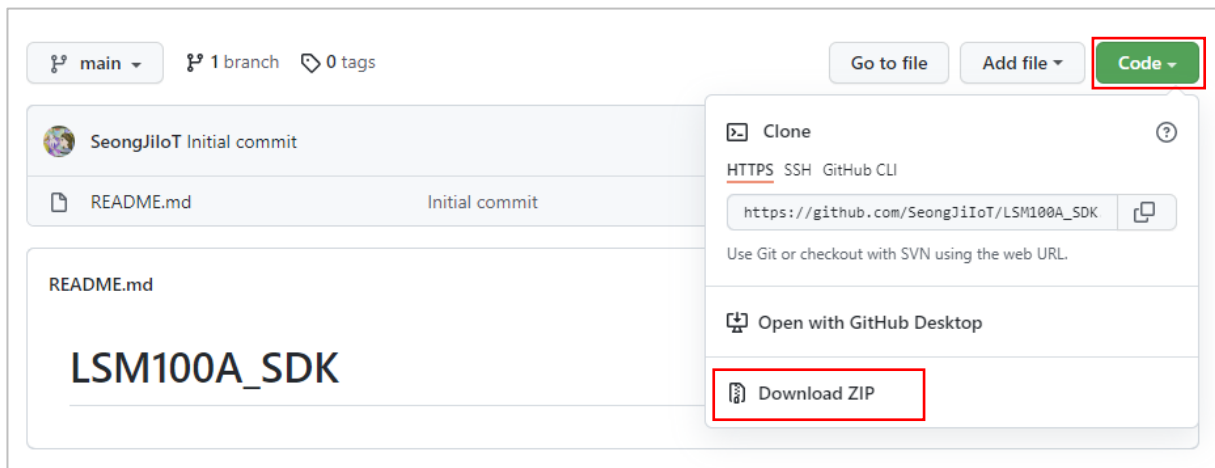 main
1 branch
0 tags
Go to file
Add file
Code
SeongJiIoT Initial commit
README.md
Initial commit
README.md
LSM100A_SDK
Clone
HTTPS SSH GitHub CLI
https://github.com/SeongJiIoT/LSM100A_SDK
Use Git or checkout with SVN using the web URL.
Open with GitHub Desktop
Download ZIP